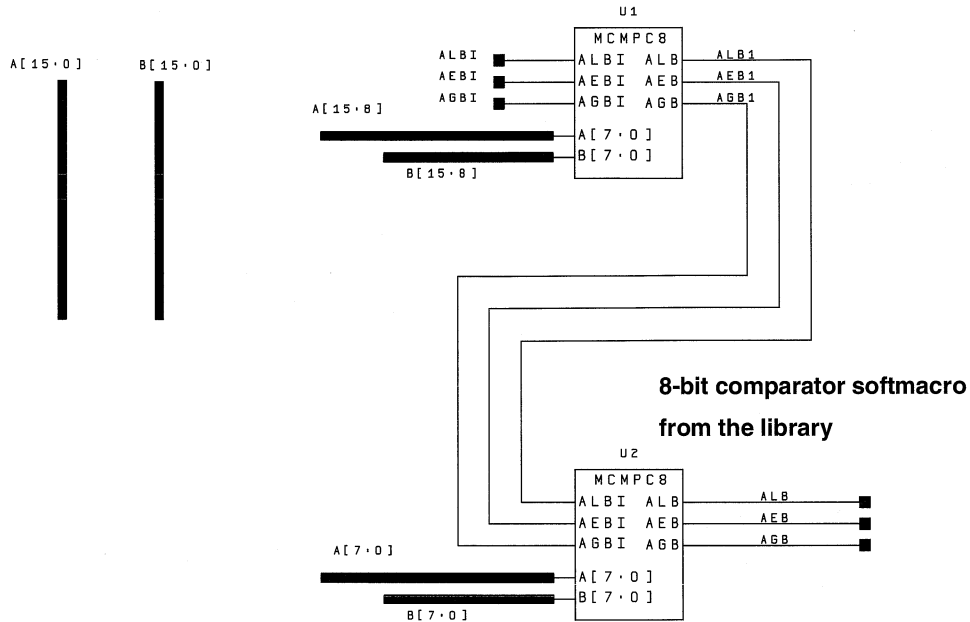 A[15:0] B[15:0]
U1
MCMPC8
ALBI ALBI ALB ALB1
AEBI AEBI AEB AEB1
AGBI AGBI AGB AGB1
A[15:8] A[7:0]
B[7:0]
B[15:8]
8-bit comparator softmacro
from the library
U2
MCMPC8
ALBI ALB ALB
AEBI AEB AEB
AGBI AGB AGB
A[7:0]
A[7:0]
B[7:0]
B[7:0]